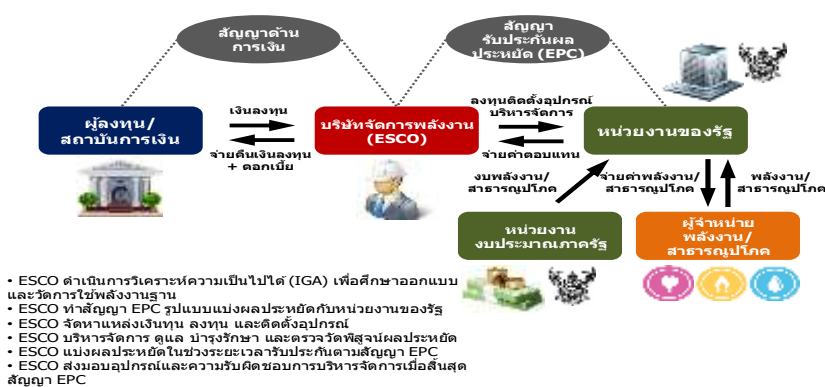 สัญญาด้าน
การเงิน
สัญญา
รับประกันผล
ประหยัด (EPC)
ผู้ลงทุน/
สถาบันการเงิน
เงินลงทุน
จ่ายคืนเงินลงทุน
+ ดอกเบี้ย
บริษัทจัดการพลังงาน
(ESCO)
ลงทุนติดตั้งอุปกรณ์
บริหารจัดการ
จ่ายค่าตอบแทน
หน่วยงานของรัฐ
งบพลังงาน/
สาธารณูปโภค
จ่ายค่าพลังงาน/
สาธารณูปโภค
พลังงาน/
สาธารณูปโภค
หน่วยงาน
งบประมาณภาครัฐ
ผู้จำหน่าย
พลังงาน/
สาธารณูปโภค
• ESCO ดำเนินการวิเคราะห์ความเป็นไปได้ (IGA) เพื่อศึกษาออกแบบ
และวัดการใช้พลังงานฐาน
• ESCO ทำสัญญา EPC รูปแบบแบ่งผลประหยัดกับหน่วยงานของรัฐ
• ESCO จัดหาแหล่งเงินทุน ลงทุน และติดตั้งอุปกรณ์
• ESCO บริหารจัดการ ดูแล บำรุงรักษา และตรวจวัดพิสูจน์ผลประหยัด
• ESCO แบ่งผลประหยัดในช่วงระยะเวลารับประกันตามสัญญา EPC
• ESCO ส่งมอบอุปกรณ์และความรับผิดชอบการบริหารจัดการเมื่อสิ้นสุด
สัญญา EPC